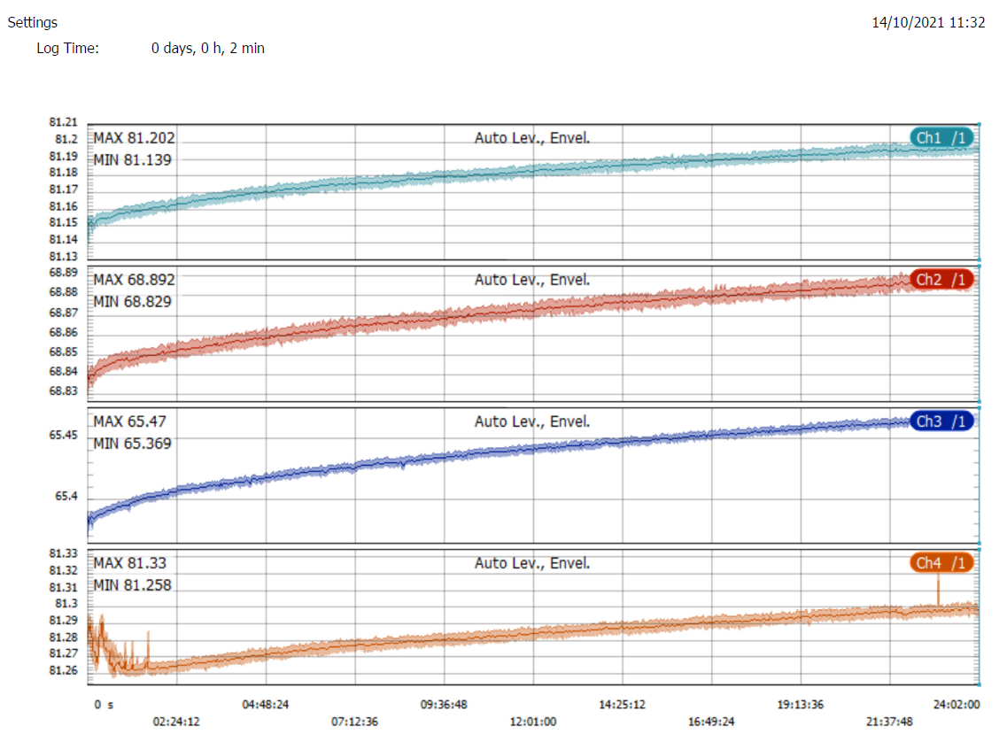 Settings 14/10/2021 11:32
Log Time: 0 days, 0 h, 2 min
81.21
81.2
81.19
81.18
81.17
81.16
81.15
81.14
81.13
MAX 81.202 Auto Lev., Envel. Ch1 /1
MIN 81.139
68.89
68.88
68.87
68.86
68.85
68.84
68.83
MAX 68.892 Auto Lev., Envel. Ch2 /1
MIN 68.829
65.45
65.4
MAX 65.47 Auto Lev., Envel. Ch3 /1
MIN 65.369
81.33
81.32
81.31
81.3
81.29
81.28
81.27
81.26
MAX 81.33 Auto Lev., Envel. Ch4 /1
MIN 81.258
0 s 04:48:24 09:36:48 14:25:12 19:13:36 24:02:00
02:24:12 07:12:36 12:01:00 16:49:24 21:37:48